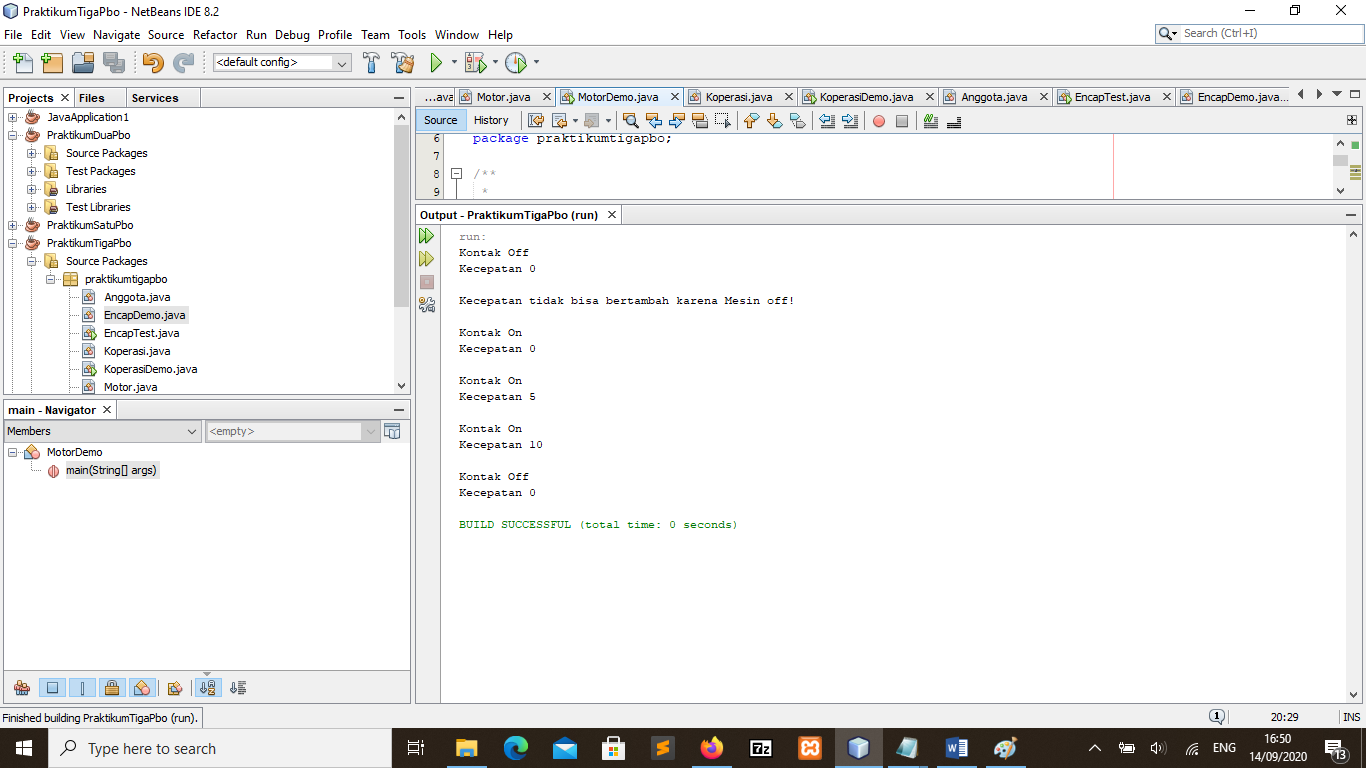 PraktikumTigaPbo - NetBeans IDE 8.2
File Edit View Navigate Source Refactor Run Debug Profile Team Tools Window Help
Search (Ctrl+I)
<default config>
Projects Files Services
JavaApplication1
PraktikumDuaPbo
Source Packages
Test Packages
Libraries
Test Libraries
PraktikumSatuPbo
PraktikumTigaPbo
Source Packages
praktikumtigapbo
Anggota.java
EncapDemo.java
EncapTest.java
Koperasi.java
KoperasiDemo.java
Motor.java
main - Navigator
Members <empty>
MotorDemo
main(String[] args)
...ava Motor.java MotorDemo.java Koperasi.java KoperasiDemo.java Anggota.java EncapTest.java EncapDemo.java...
Source History
6 package praktikumtigapbo;
7
8 /**
9 *
Output - PraktikumTigaPbo (run)
run:
Kontak Off
Kecepatan 0
Kecepatan tidak bisa bertambah karena Mesin off!
Kontak On
Kecepatan 0
Kontak On
Kecepatan 5
Kontak On
Kecepatan 10
Kontak Off
Kecepatan 0
BUILD SUCCESSFUL (total time: 0 seconds)
Finished building PraktikumTigaPbo (run).
1
20:29 INS
Type here to search
7z
ENG
16:50
14/09/2020
13